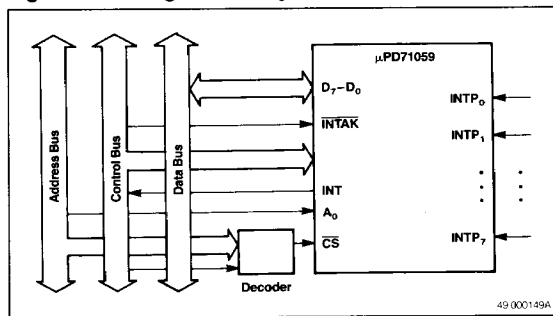 µPD71059
Address Bus
Control Bus
Data Bus
D7–D0
INTAK
INT
A0
CS
Decoder
INTP0
INTP1
INTP7
49 000149A